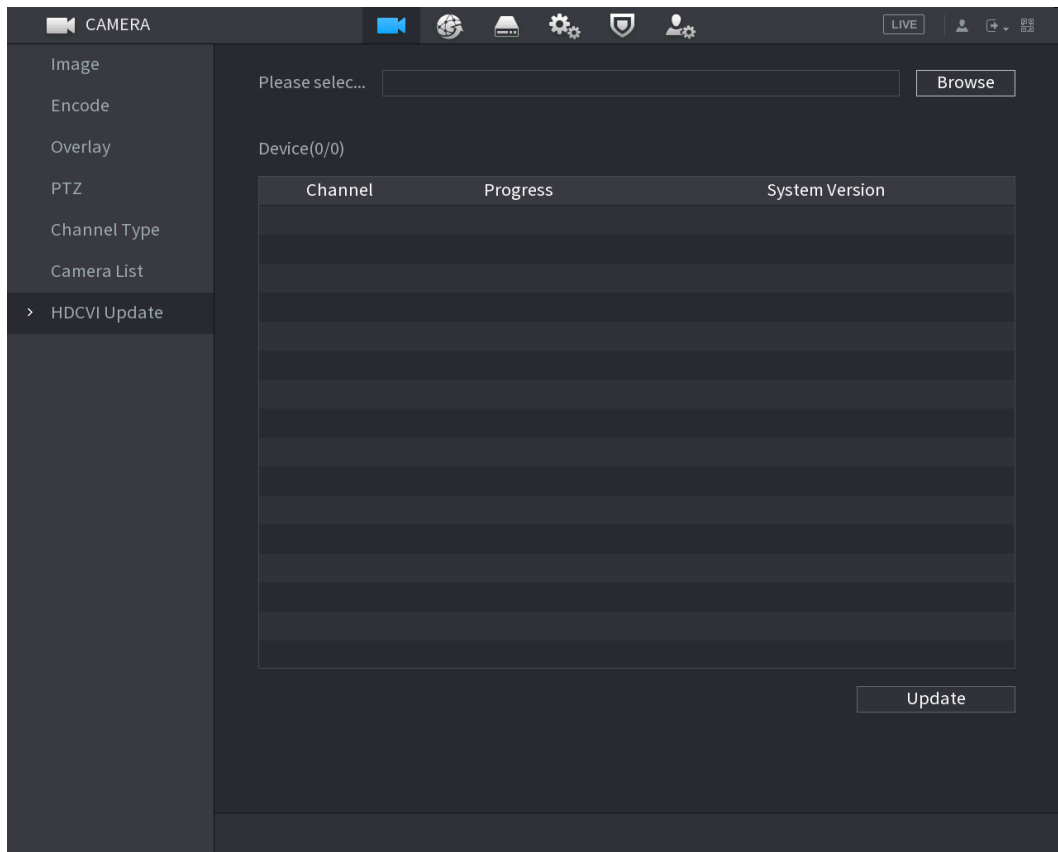 CAMERA
LIVE
Image
Encode
Overlay
PTZ
Channel Type
Camera List
HDCVI Update
Please selec...
Browse
Device(0/0)
Channel Progress System Version
Update